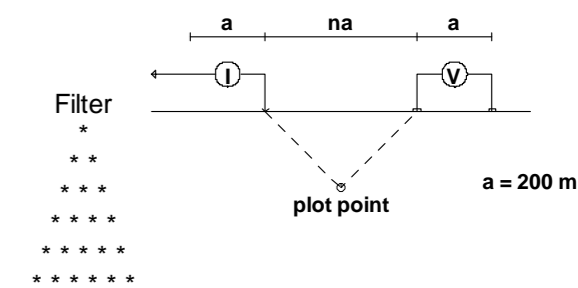 a na a
I V
Filter
*
* *
* * *
* * * *
* * * * *
* * * * * *
a = 200 m
plot point